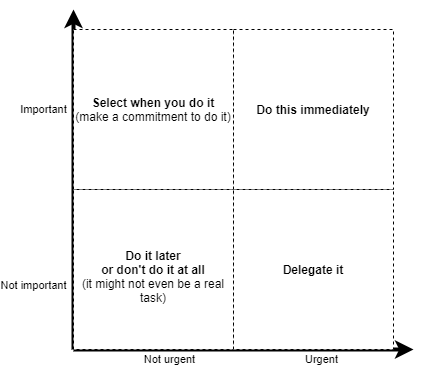 Important
Select when you do it
(make a commitment to do it)
Do this immediately
Not important
Do it later
or don't do it at all
(it might not even be a real
task)
Delegate it
Not urgent
Urgent